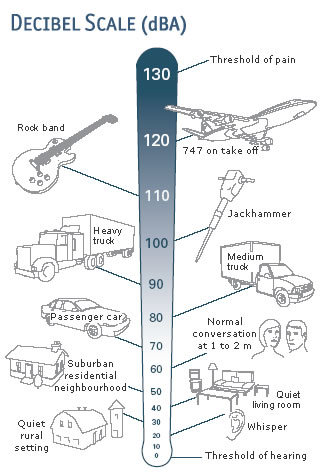 DECIBEL SCALE (dBA)
130
Threshold of pain
Rock band
120
747 on take off
110
Jackhammer
Heavy
truck
100
Medium
truck
90
Passenger car
80
Normal
conversation
at 1 to 2 m
70
Suburban
residential
neighbourhood
60
50
Quiet
living room
40
Quiet
rural
setting
30
Whisper
20
10
0
Threshold of hearing